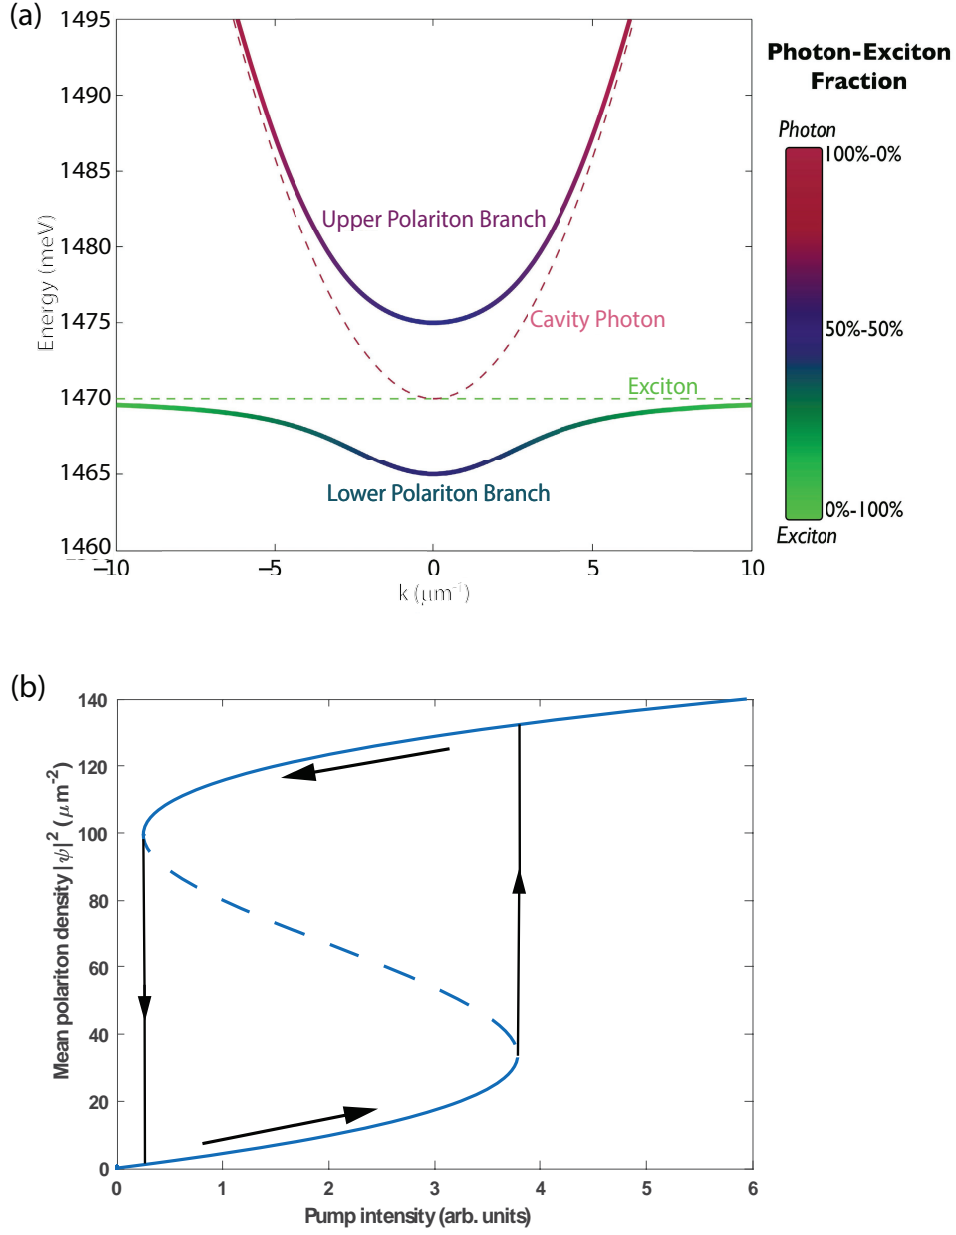 (a)
1495
1490
1485
1480
1475
1470
1465
1460
Energy (meV)
−10
−5
0
5
10
k (μm⁻¹)
Upper Polariton Branch
Cavity Photon
Exciton
Lower Polariton Branch
Photon-Exciton
Fraction
Photon
100%-0%
50%-50%
0%-100%
Exciton
(b)
140
120
100
80
60
40
20
0
Mean polariton density |ψ|² (μm⁻²)
0
1
2
3
4
5
6
Pump intensity (arb. units)